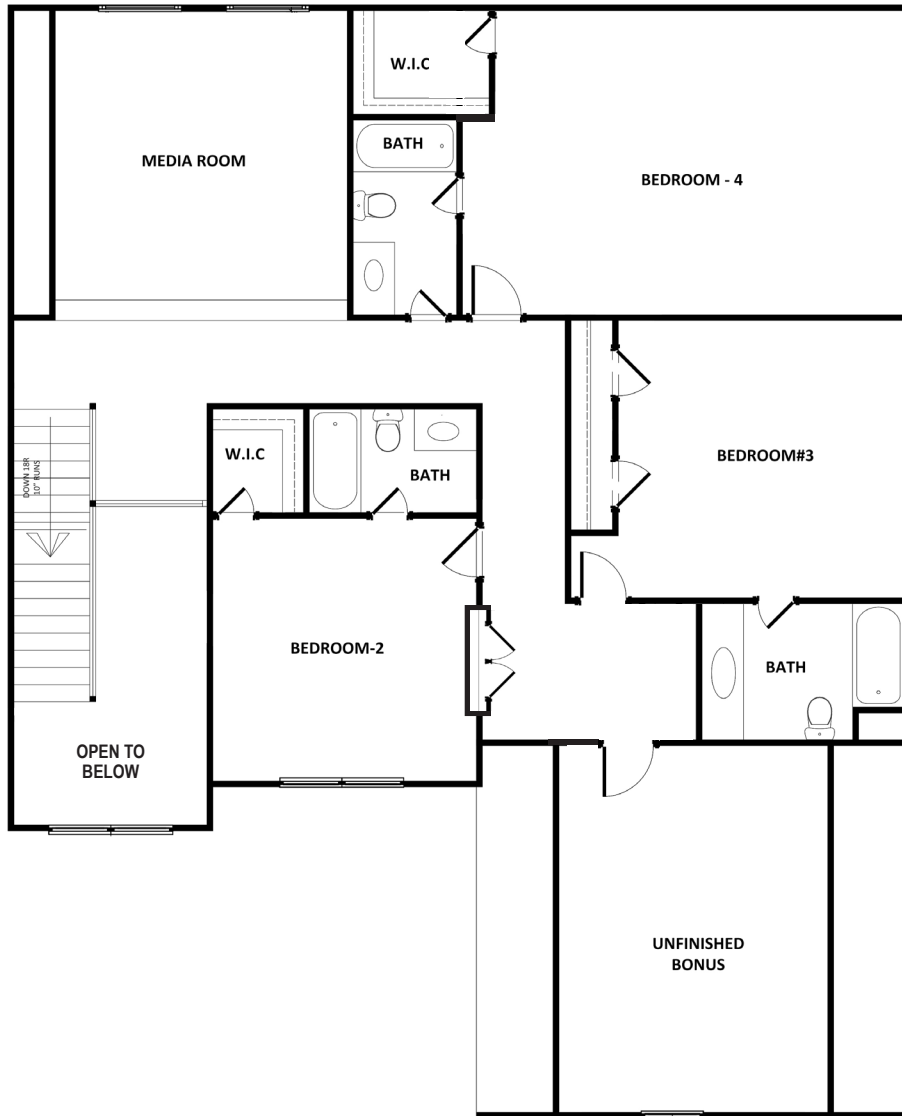 W.I.C
BATH
MEDIA ROOM
BEDROOM - 4
W.I.C
BATH
BEDROOM#3
DOWN 18R
10" RUNS
BEDROOM-2
BATH
OPEN TO
BELOW
UNFINISHED
BONUS